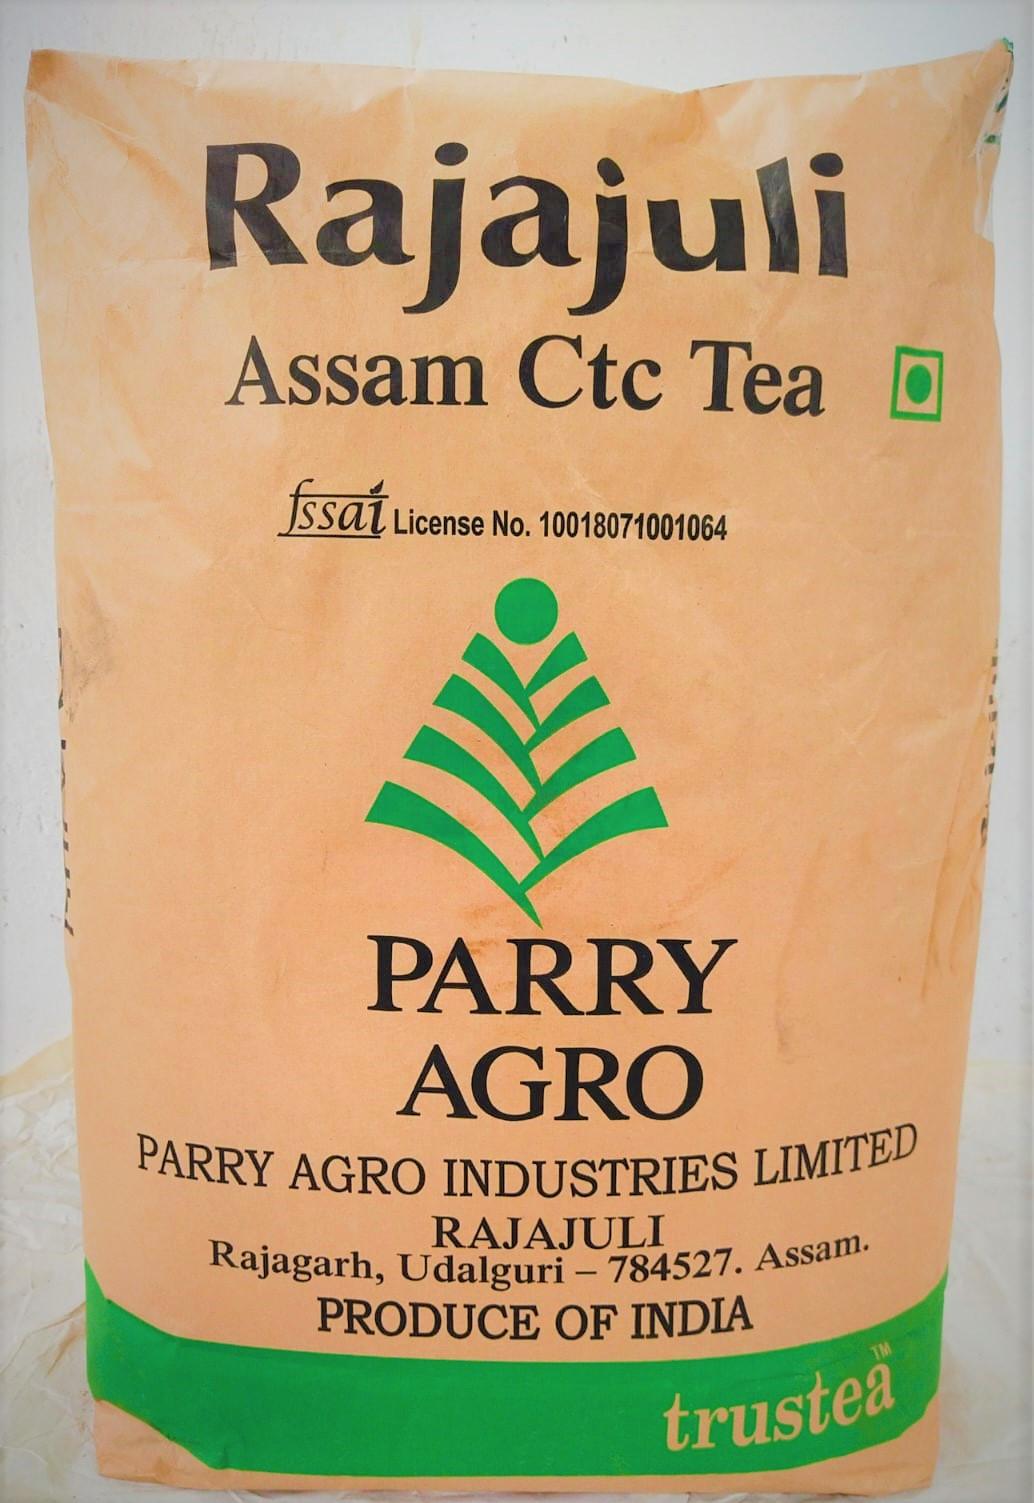 Rajajuli
Assam Ctc Tea
fssai License No. 10018071001064
PARRY
AGRO
PARRY AGRO INDUSTRIES LIMITED
RAJAJULI
Rajagarh, Udalguri – 784527. Assam.
PRODUCE OF INDIA
trustea™